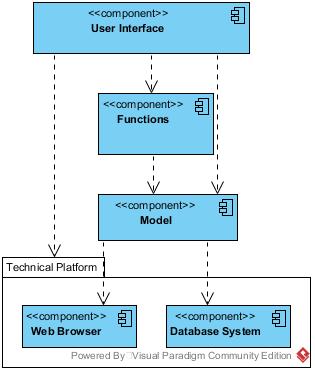 <<component>>
User Interface
<<component>>
Functions
<<component>>
Model
Technical Platform
<<component>>
Web Browser
<<component>>
Database System
Powered By Visual Paradigm Community Edition